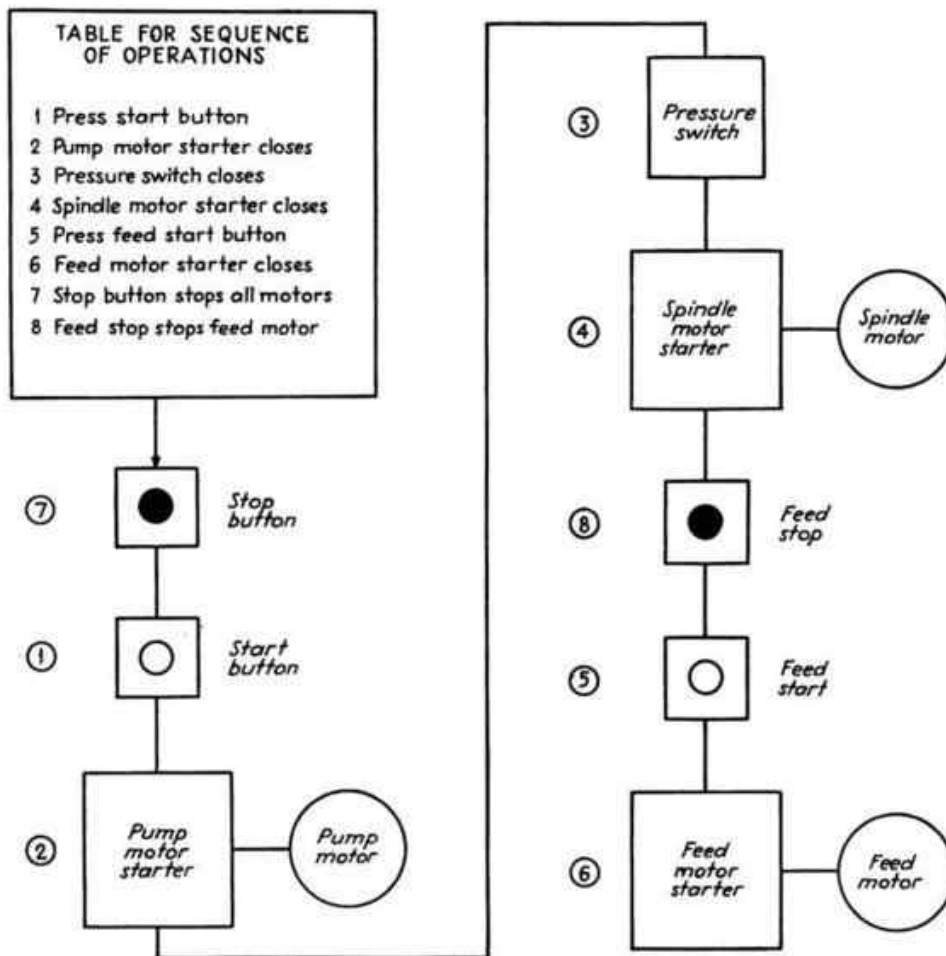 TABLE FOR SEQUENCE
OF OPERATIONS
1 Press start button
2 Pump motor starter closes
3 Pressure switch closes
4 Spindle motor starter closes
5 Press feed start button
6 Feed motor starter closes
7 Stop button stops all motors
8 Feed stop stops feed motor
7
Stop
button
1
Start
button
2
Pump
motor
starter
Pump
motor
3
Pressure
switch
4
Spindle
motor
starter
Spindle
motor
8
Feed
stop
5
Feed
start
6
Feed
motor
starter
Feed
motor